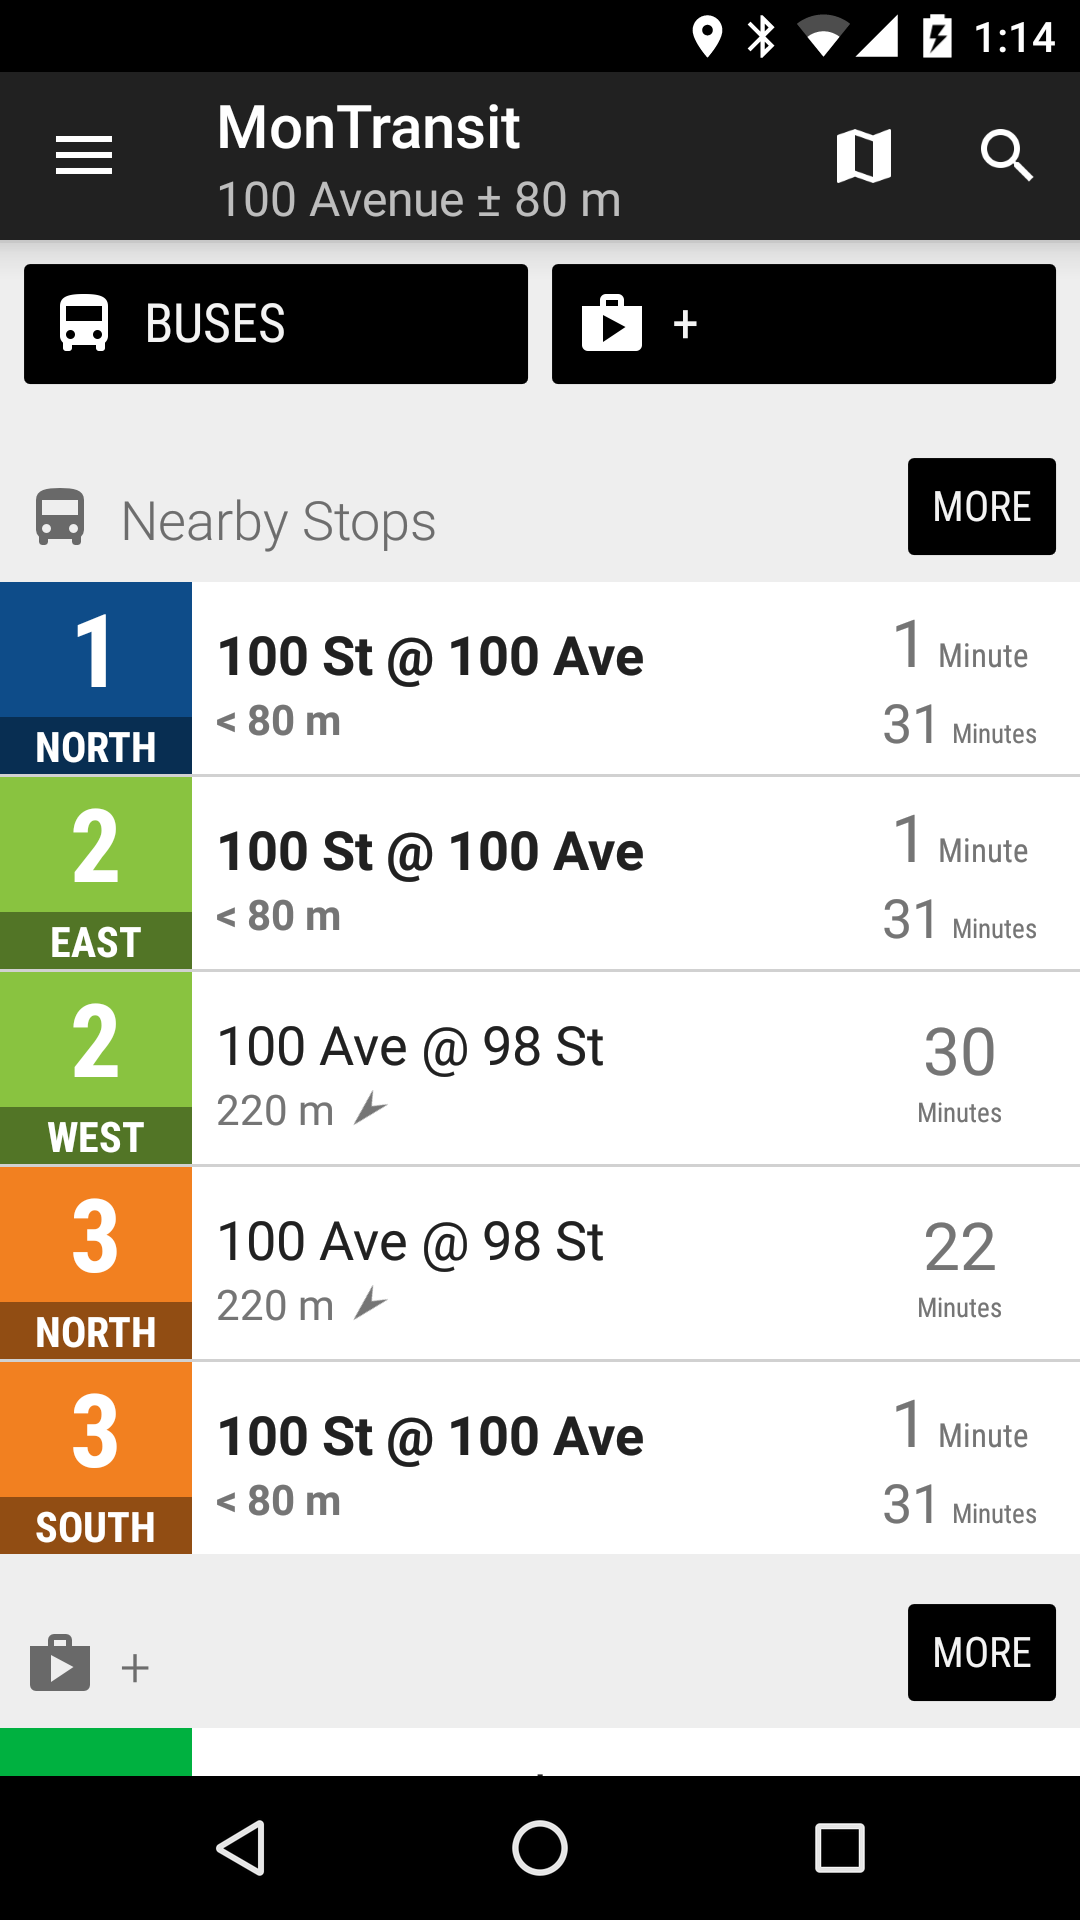 1:14
MonTransit
100 Avenue ± 80 m
BUSES
+
Nearby Stops
MORE
1
NORTH
100 St @ 100 Ave
< 80 m
1 Minute
31 Minutes
2
EAST
100 St @ 100 Ave
< 80 m
1 Minute
31 Minutes
2
WEST
100 Ave @ 98 St
220 m
30
Minutes
3
NORTH
100 Ave @ 98 St
220 m
22
Minutes
3
SOUTH
100 St @ 100 Ave
< 80 m
1 Minute
31 Minutes
+
MORE